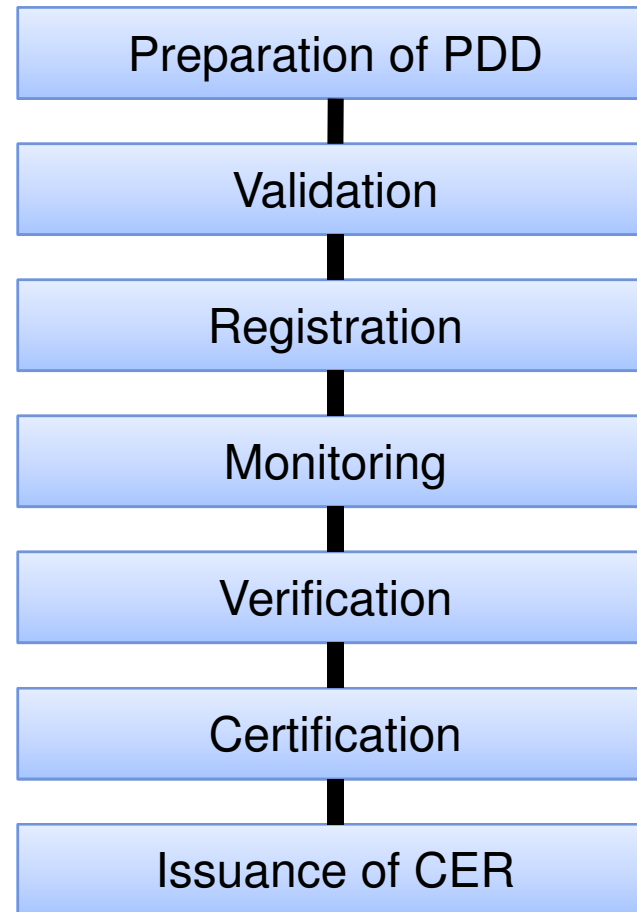 Preparation of PDD
Validation
Registration
Monitoring
Verification
Certification
Issuance of CER